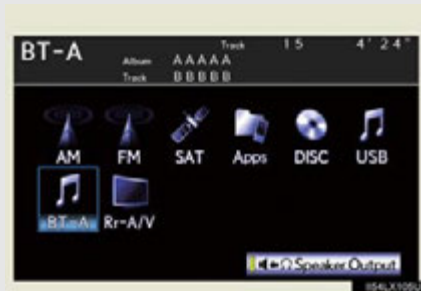 BT-A Track 15 4' 24"
Album AAAAA
Track BBBBB
AM FM SAT Apps DISC USB
BT-A Rr-A/V
Speaker Output